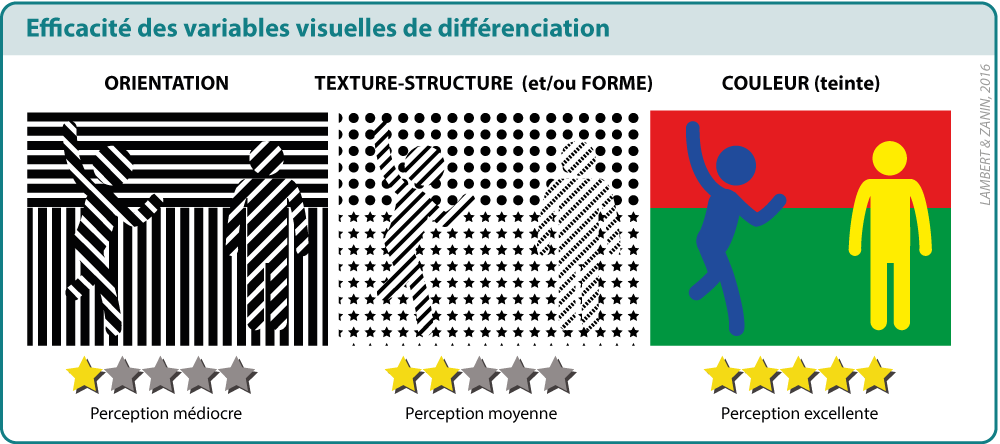 Efficacité des variables visuelles de différenciation
ORIENTATION
TEXTURE-STRUCTURE (et/ou FORME)
COULEUR (teinte)
LAMBERT & ZANIN, 2016
Perception médiocre
Perception moyenne
Perception excellente